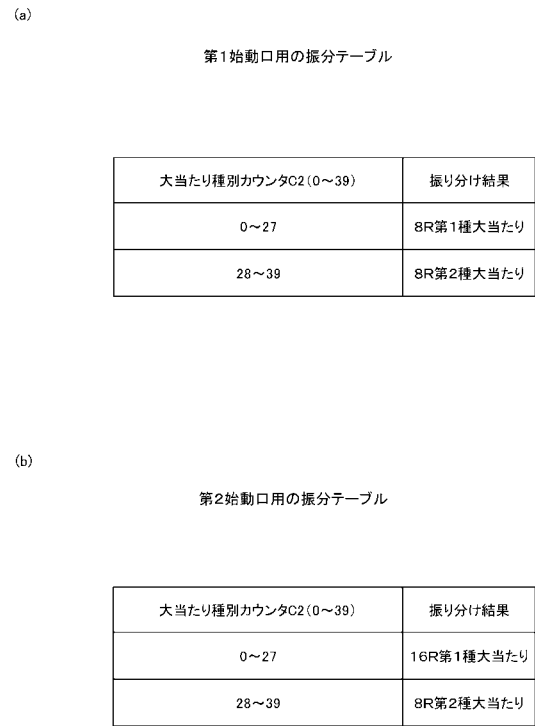 (a)
第1始動口用の振分テーブル
大当たり種別カウンタC2(0～39) 振り分け結果
0～27 8R第1種大当たり
28～39 8R第2種大当たり
(b)
第2始動口用の振分テーブル
大当たり種別カウンタC2(0～39) 振り分け結果
0～27 16R第1種大当たり
28～39 8R第2種大当たり